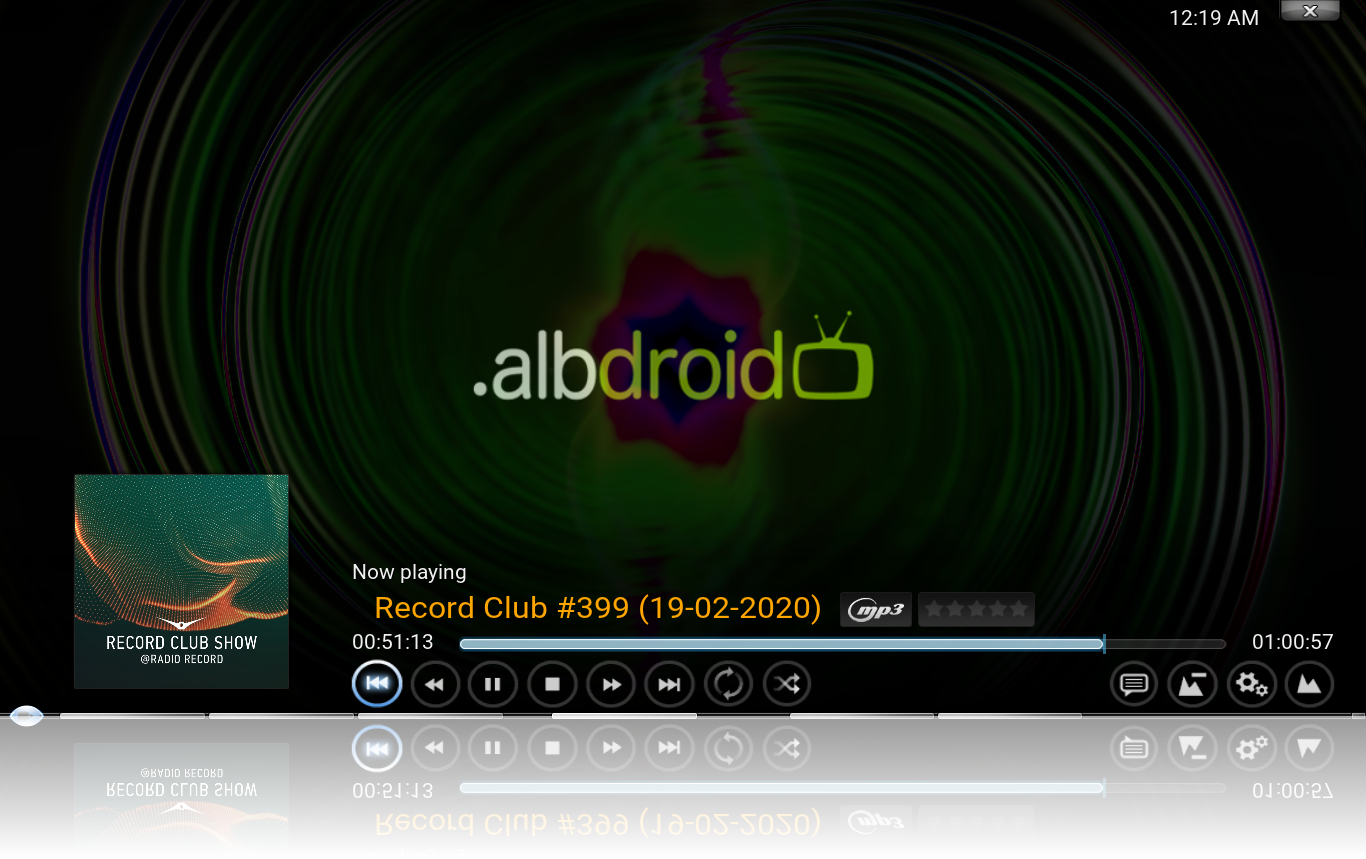 12:19 AM
.albdroid
RECORD CLUB SHOW
@RADIO RECORD
Now playing
Record Club #399 (19-02-2020)
mp3
00:51:13
01:00:57